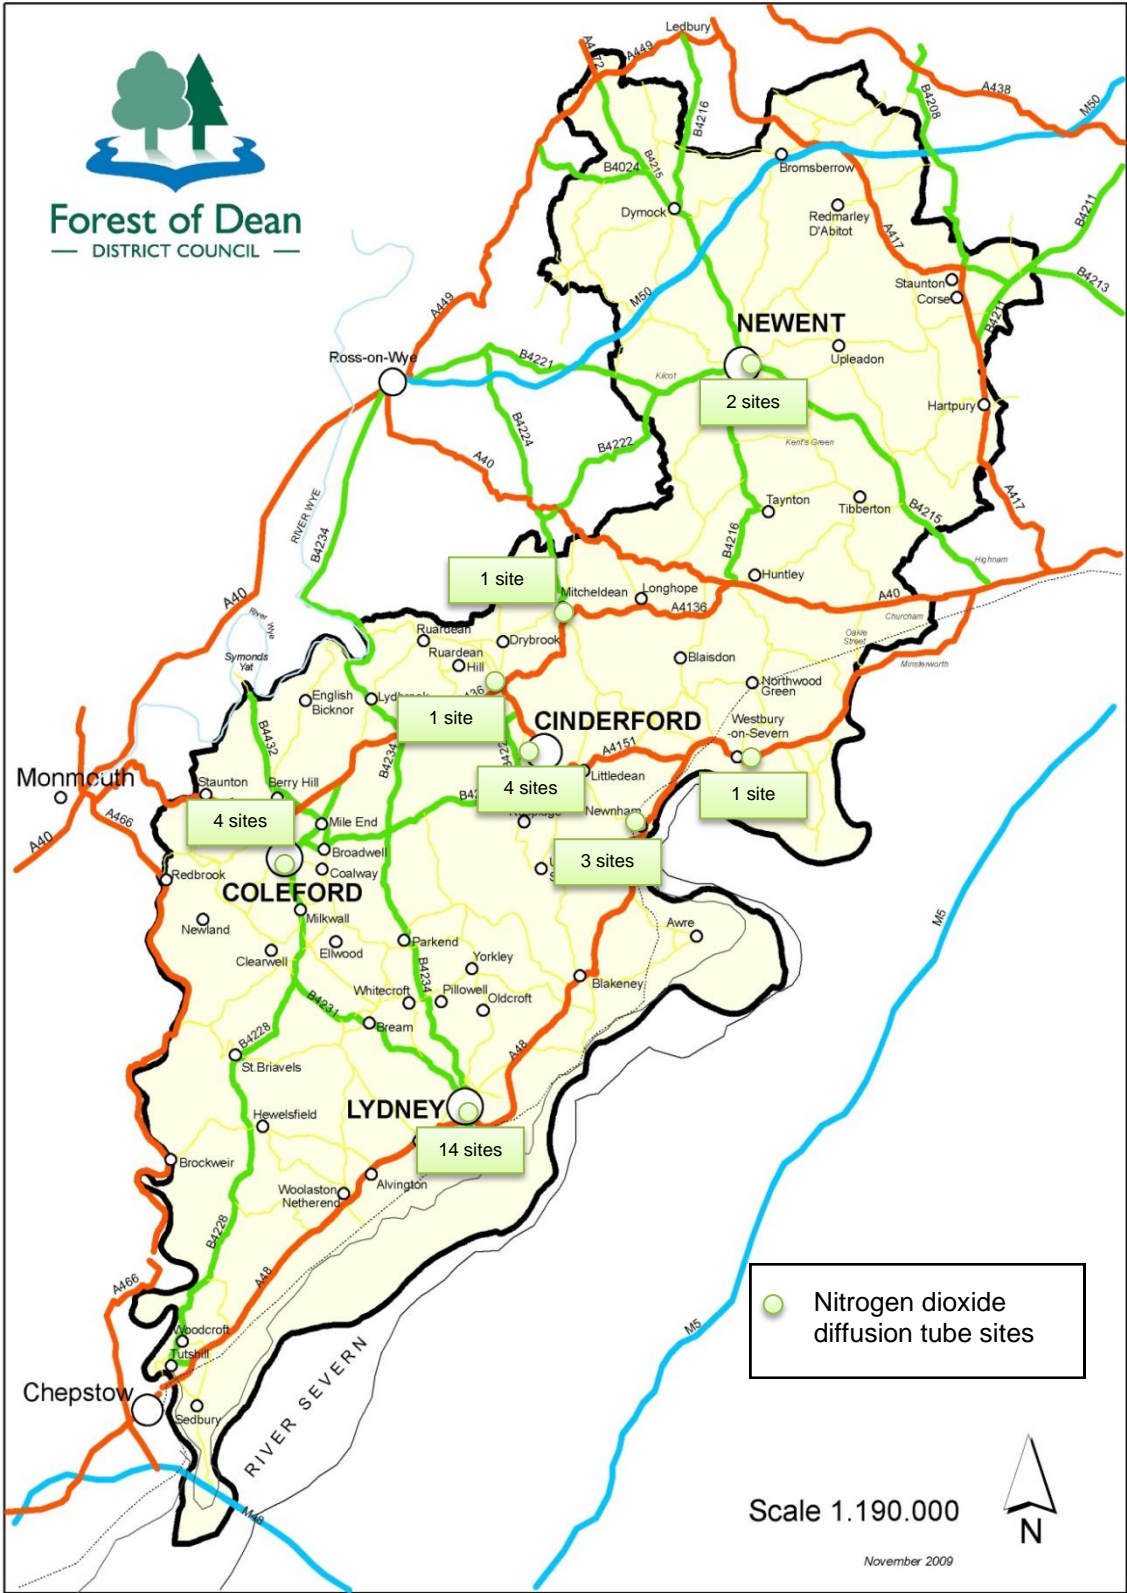 Forest of Dean
DISTRICT COUNCIL
Ledbury
A449
A438
M50
B4216
B4208
B4024
B4215
Bromsberrow
Dymock
Redmarley
D'Abitot
A417
B4211
B4213
Staunton
Corse
B4211
A449
M50
NEWENT
Ross-on-Wye
B4221
Kilcot
Upleadon
2 sites
Hartpury
B4224
B4222
Kent's Green
A40
RIVER WYE
B4234
Taynton
Tibberton
B4215
A417
B4216
Highnam
1 site
Mitcheldean
Longhope
Huntley
A4136
A40
A40
Churcham
River
Wye
Ruardean
Drybrook
Oakle
Street
Symonds
Yat
Ruardean
Hill
Blaisdon
Minsterworth
English
Bicknor
Northwood
Green
1 site
CINDERFORD
Westbury
-on-Severn
B4432
B4234
A4151
Monmouth
Staunton
Berry Hill
Littledean
4 sites
1 site
A466
4 sites
Mile End
Newnham
A40
Broadwell
3 sites
Redbrook
Coalway
COLEFORD
Milkwall
M5
Newland
Awre
Clearwell
Ellwood
Parkend
Yorkley
B4234
Whitecroft
Pillowell
Oldcroft
Blakeney
B4231
Bream
B4228
A48
St.Briavels
LYDNEY
Hewelsfield
14 sites
Brockweir
Alvington
Woolaston
Netherend
B4228
A48
A466
Nitrogen dioxide
diffusion tube sites
Woodcroft
M5
Tutshill
Chepstow
Sedbury
RIVER SEVERN
M48
Scale 1.190.000
N
November 2009